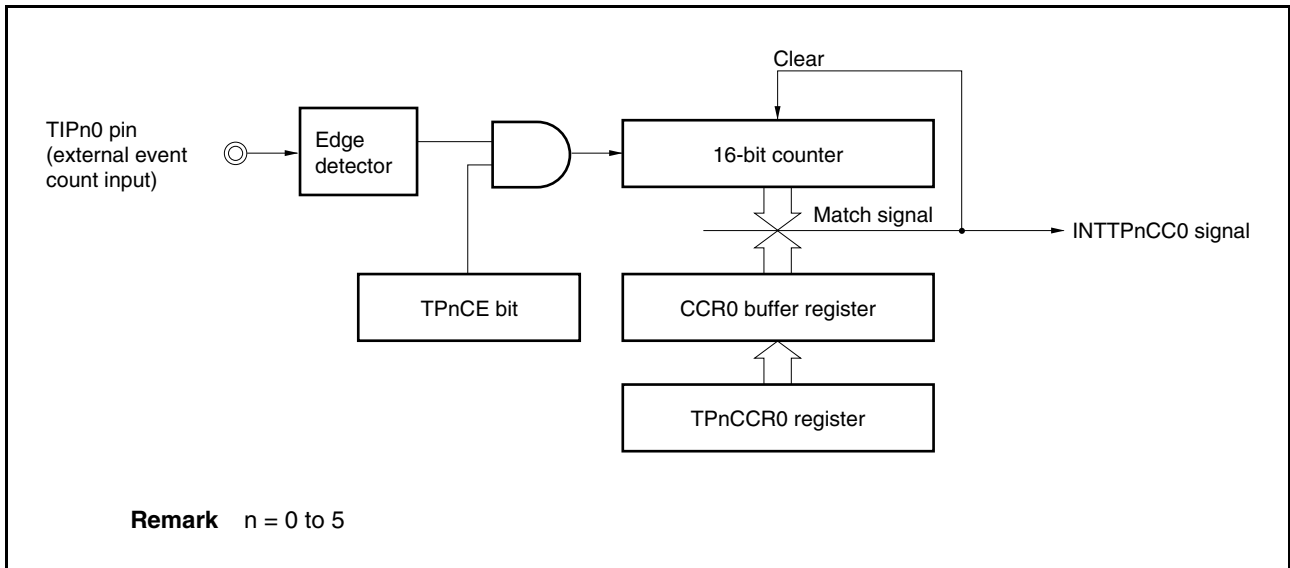 Clear
TIPn0 pin
(external event
count input)
Edge
detector
16-bit counter
Match signal
INTTPnCC0 signal
TPnCE bit
CCR0 buffer register
TPnCCR0 register
Remark n = 0 to 5